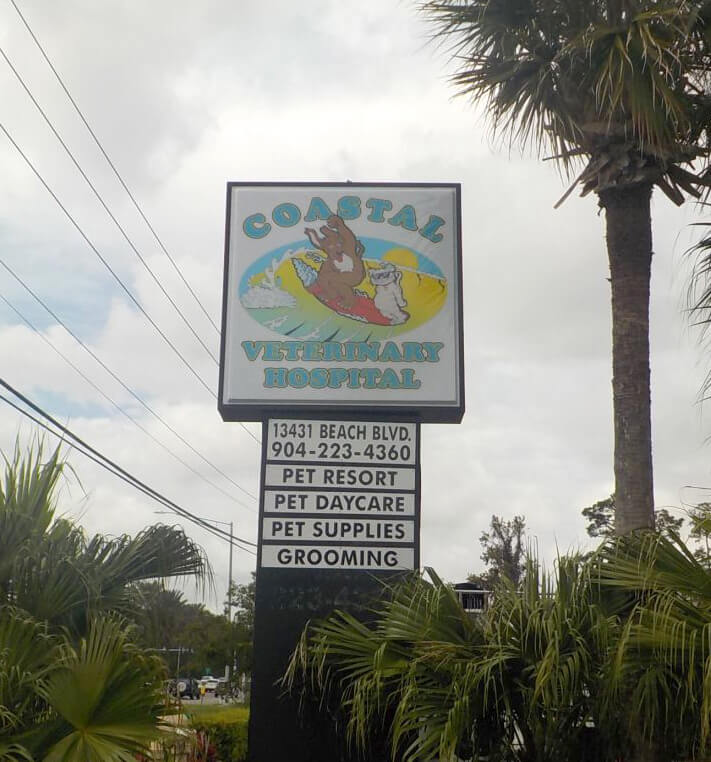 COASTAL
VETERINARY
HOSPITAL
13431 BEACH BLVD.
904-223-4360
PET RESORT
PET DAYCARE
PET SUPPLIES
GROOMING